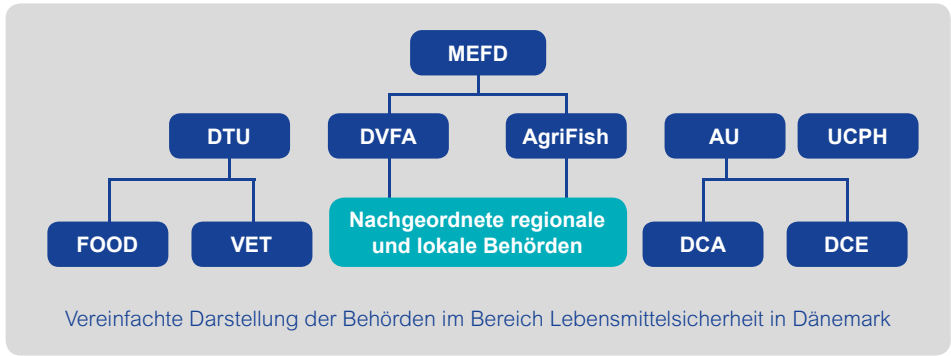 MEFD
DTU
DVFA
AgriFish
AU
UCPH
FOOD
VET
Nachgeordnete regionale
und lokale Behörden
DCA
DCE
Vereinfachte Darstellung der Behörden im Bereich Lebensmittelsicherheit in Dänemark